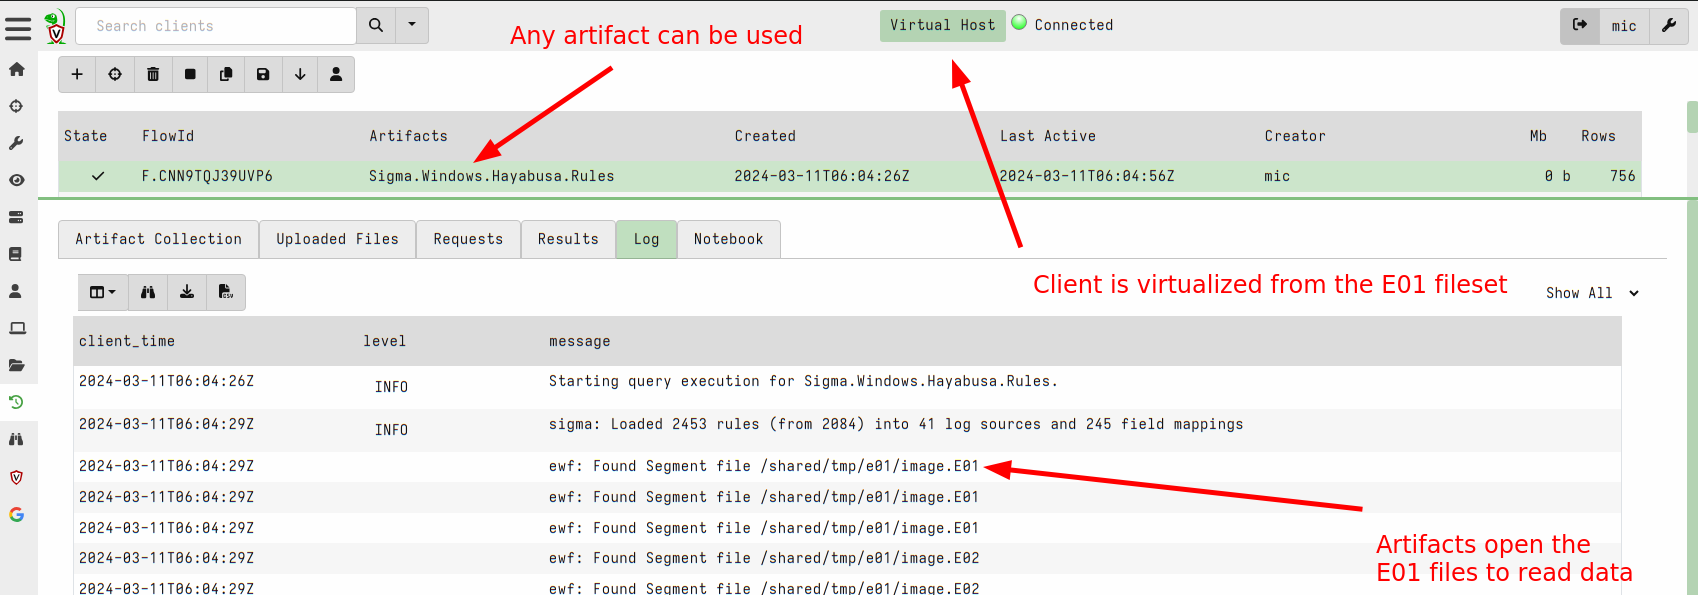 Search clients
Any artifact can be used
Virtual Host
Connected
mic
State FlowId Artifacts Created Last Active Creator Mb Rows
F.CNN9TQJ39UVP6 Sigma.Windows.Hayabusa.Rules 2024-03-11T06:04:26Z 2024-03-11T06:04:56Z mic 0 b 756
Artifact Collection Uploaded Files Requests Results Log Notebook
Client is virtualized from the E01 fileset
Show All
client_time level message
2024-03-11T06:04:26Z INFO Starting query execution for Sigma.Windows.Hayabusa.Rules.
2024-03-11T06:04:29Z INFO sigma: Loaded 2453 rules (from 2084) into 41 log sources and 245 field mappings
2024-03-11T06:04:29Z ewf: Found Segment file /shared/tmp/e01/image.E01
2024-03-11T06:04:29Z ewf: Found Segment file /shared/tmp/e01/image.E01
2024-03-11T06:04:29Z ewf: Found Segment file /shared/tmp/e01/image.E01
2024-03-11T06:04:29Z ewf: Found Segment file /shared/tmp/e01/image.E02
2024-03-11T06:04:29Z ewf: Found Segment file /shared/tmp/e01/image.E02
Artifacts open the
E01 files to read data